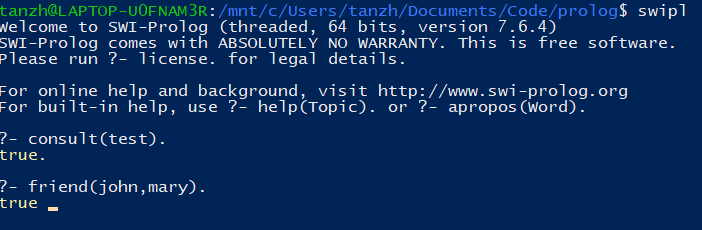 tanzh@LAPTOP-U0FNAM3R:/mnt/c/Users/tanzh/Documents/Code/prolog$ swipl
Welcome to SWI-Prolog (threaded, 64 bits, version 7.6.4)
SWI-Prolog comes with ABSOLUTELY NO WARRANTY. This is free software.
Please run ?- license. for legal details.
For online help and background, visit http://www.swi-prolog.org
For built-in help, use ?- help(Topic). or ?- apropos(Word).
?- consult(test).
true.
?- friend(john,mary).
true